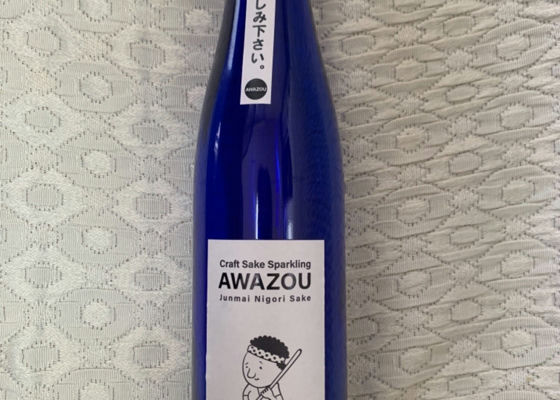 しみ下さい。
AWAZOU
Craft Sake Sparkling
AWAZOU
Junmai Nigori Sake